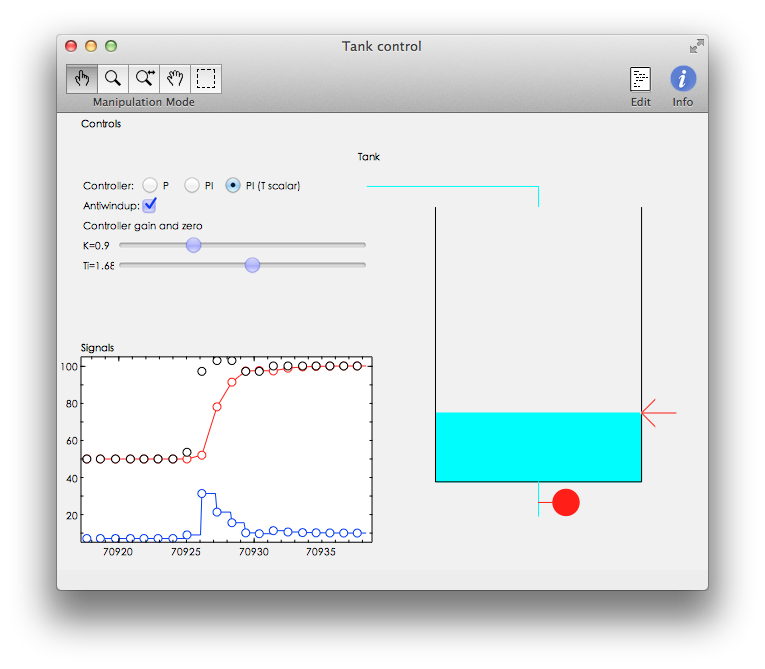 Tank control
Manipulation Mode
Edit Info
Controls
Tank
Controller: P PI PI (T scalar)
Antiwindup:
Controller gain and zero
K=0.9
Ti=1.68
Signals
100
80
60
40
20
70920 70925 70930 70935